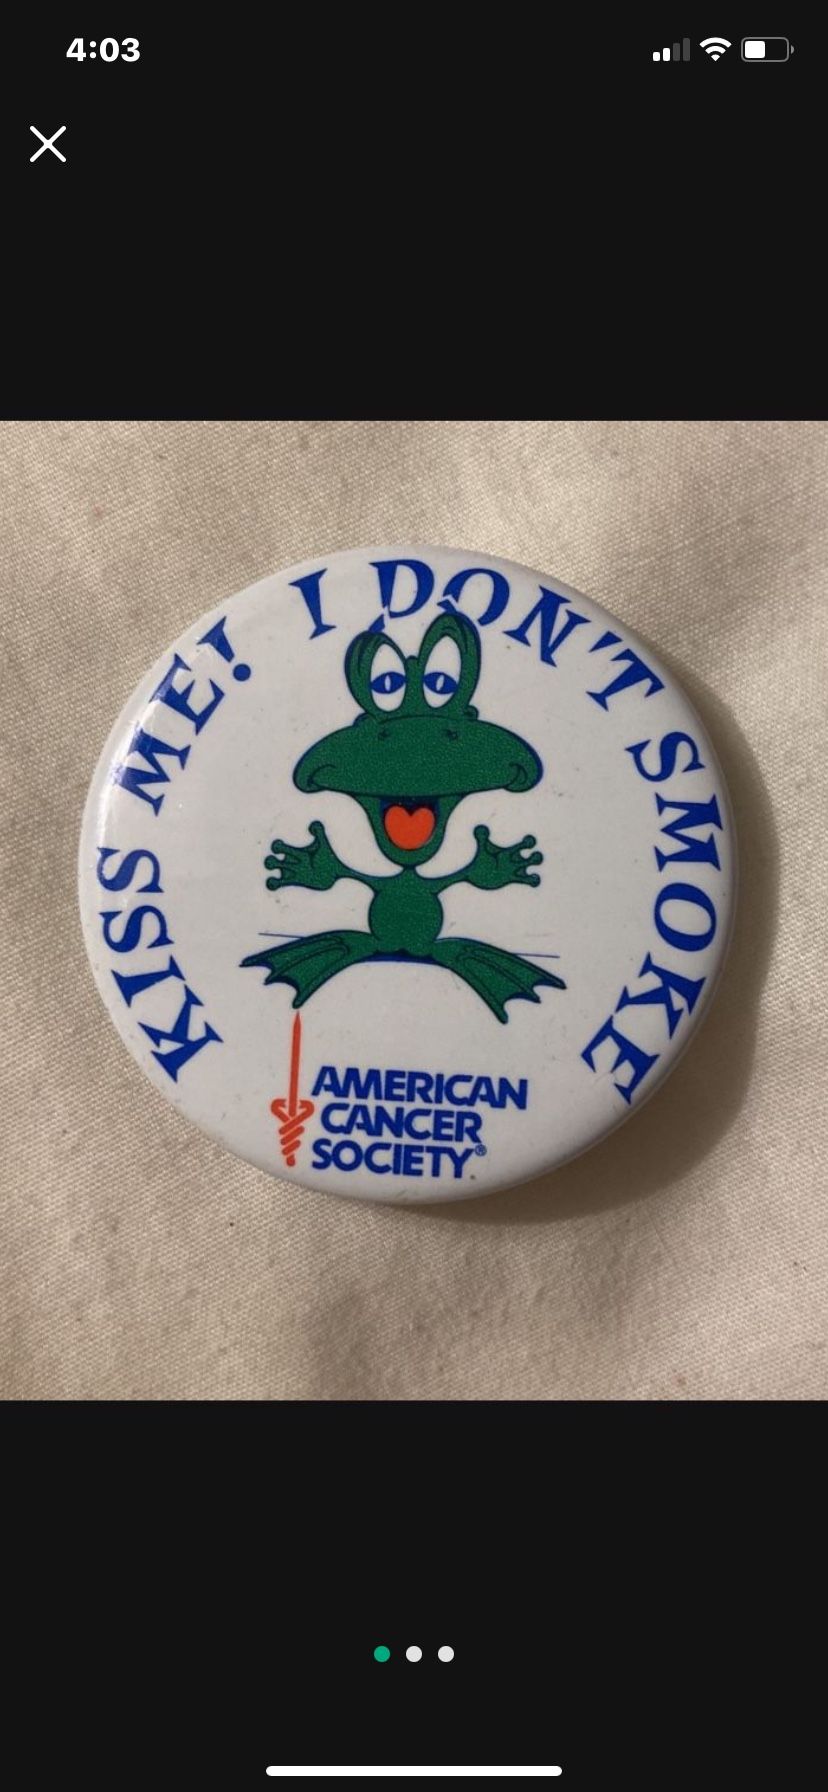 4:03
KISS ME! I DON'T SMOKE
AMERICAN
CANCER
SOCIETY®